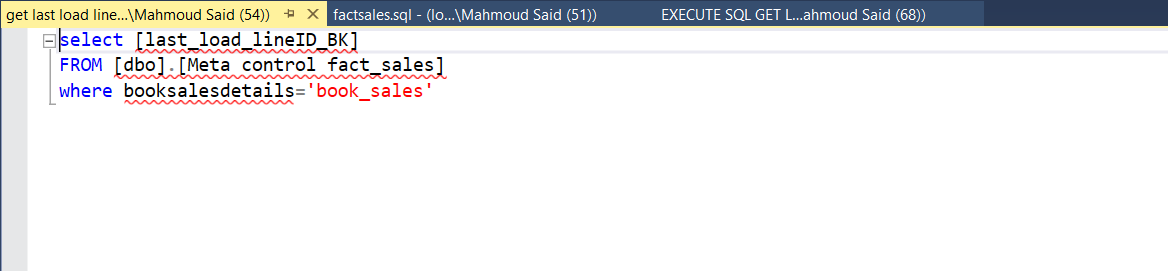 get last load line...\Mahmoud Said (54))
factsales.sql - (lo...\Mahmoud Said (51))
EXECUTE SQL GET L...ahmoud Said (68))
select [last_load_lineID_BK]
FROM [dbo].[Meta control fact_sales]
where booksalesdetails='book_sales'